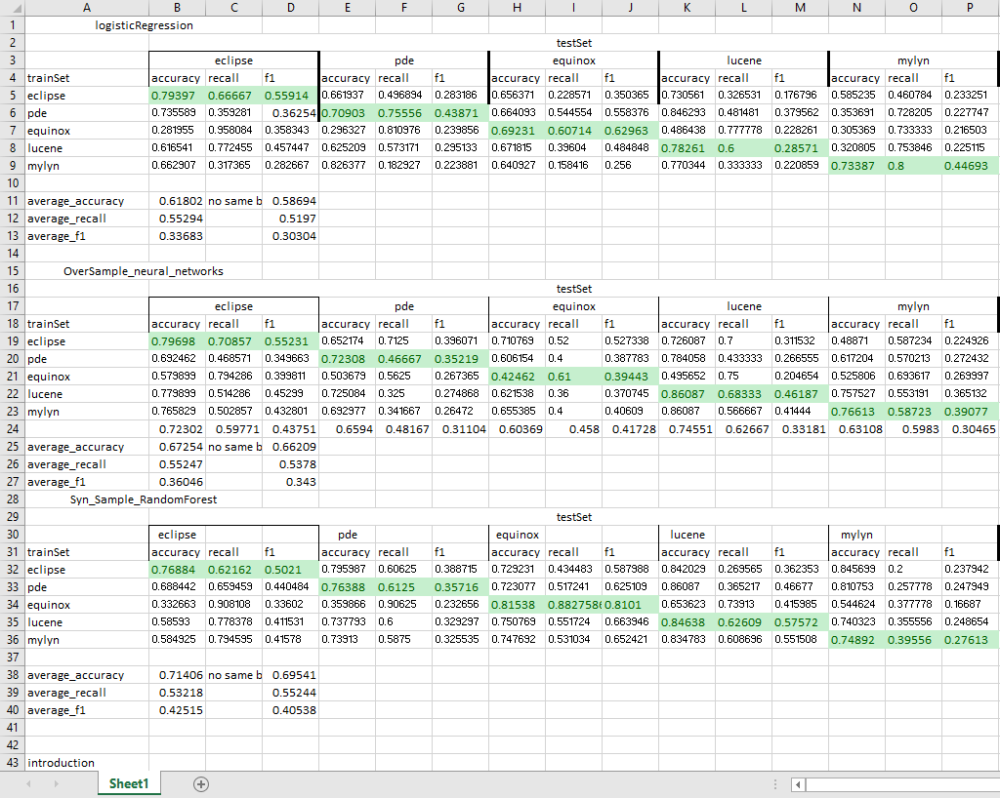 A B C D E F G H I J K L M N O P
1 logisticRegression
2 testSet
3 eclipse pde equinox lucene mylyn
4 trainSet accuracy recall f1 accuracy recall f1 accuracy recall f1 accuracy recall f1 accuracy recall f1
5 eclipse 0.79397 0.66667 0.55914 0.661937 0.496894 0.283186 0.656371 0.228571 0.350365 0.730561 0.326531 0.176796 0.585235 0.460784 0.233251
6 pde 0.735589 0.359281 0.36254 0.70903 0.75556 0.43871 0.664093 0.544554 0.558376 0.846293 0.481481 0.379562 0.353691 0.728205 0.227747
7 equinox 0.281955 0.958084 0.358343 0.296327 0.810976 0.239856 0.69231 0.60714 0.62963 0.486438 0.777778 0.228261 0.305369 0.733333 0.216503
8 lucene 0.616541 0.772455 0.457447 0.625209 0.573171 0.295133 0.671815 0.39604 0.484848 0.78261 0.6 0.28571 0.320805 0.753846 0.225115
9 mylyn 0.662907 0.317365 0.282667 0.826377 0.182927 0.223881 0.640927 0.158416 0.256 0.770344 0.333333 0.220859 0.73387 0.8 0.44693
10
11 average_accuracy 0.61802 no same b 0.58694
12 average_recall 0.55294 0.5197
13 average_f1 0.33683 0.30304
14
15 OverSample_neural_networks
16 testSet
17 eclipse pde equinox lucene mylyn
18 trainSet accuracy recall f1 accuracy recall f1 accuracy recall f1 accuracy recall f1 accuracy recall f1
19 eclipse 0.79698 0.70857 0.55231 0.652174 0.7125 0.396071 0.710769 0.52 0.527338 0.726087 0.7 0.311532 0.48871 0.587234 0.224926
20 pde 0.692462 0.468571 0.349663 0.72308 0.46667 0.35219 0.606154 0.4 0.387783 0.784058 0.433333 0.266555 0.617204 0.570213 0.272432
21 equinox 0.579899 0.794286 0.399811 0.503679 0.5625 0.267365 0.42462 0.61 0.39443 0.495652 0.75 0.204654 0.525806 0.693617 0.269997
22 lucene 0.779899 0.514286 0.45299 0.725084 0.325 0.274868 0.621538 0.36 0.370745 0.86087 0.68333 0.46187 0.757527 0.553191 0.365132
23 mylyn 0.765829 0.502857 0.432801 0.692977 0.341667 0.26472 0.655385 0.4 0.40609 0.86087 0.566667 0.41444 0.76613 0.58723 0.39077
24 0.72302 0.59771 0.43751 0.6594 0.48167 0.31104 0.60369 0.458 0.41728 0.74551 0.62667 0.33181 0.63108 0.5983 0.30465
25 average_accuracy 0.67254 no same b 0.66209
26 average_recall 0.55247 0.5378
27 average_f1 0.36046 0.343
28 Syn_Sample_RandomForest
29 testSet
30 eclipse pde equinox lucene mylyn
31 trainSet accuracy recall f1 accuracy recall f1 accuracy recall f1 accuracy recall f1 accuracy recall f1
32 eclipse 0.76884 0.62162 0.5021 0.795987 0.60625 0.388715 0.729231 0.434483 0.587988 0.842029 0.269565 0.362353 0.845699 0.2 0.237942
33 pde 0.688442 0.659459 0.440484 0.76388 0.6125 0.35716 0.723077 0.517241 0.625109 0.86087 0.365217 0.46677 0.810753 0.257778 0.247949
34 equinox 0.332663 0.908108 0.33602 0.359866 0.90625 0.232656 0.81538 0.882758 0.8101 0.653623 0.73913 0.415985 0.544624 0.377778 0.16687
35 lucene 0.58593 0.778378 0.411531 0.737793 0.6 0.329297 0.750769 0.551724 0.663946 0.84638 0.62609 0.57572 0.740323 0.355556 0.248654
36 mylyn 0.584925 0.794595 0.41578 0.73913 0.5875 0.325535 0.747692 0.531034 0.652421 0.834783 0.608696 0.551508 0.74892 0.39556 0.27613
37
38 average_accuracy 0.71406 no same b 0.69541
39 average_recall 0.53218 0.55244
40 average_f1 0.42515 0.40538
41
42
43 introduction
Sheet1